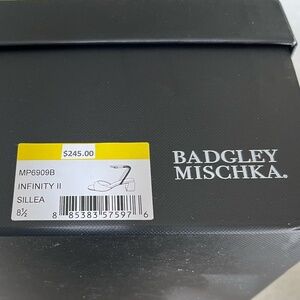 $245.00
MP6909B
INFINITY II
SILLEA
8½
8 85383 57597 6
BADGLEY
MISCHKA.